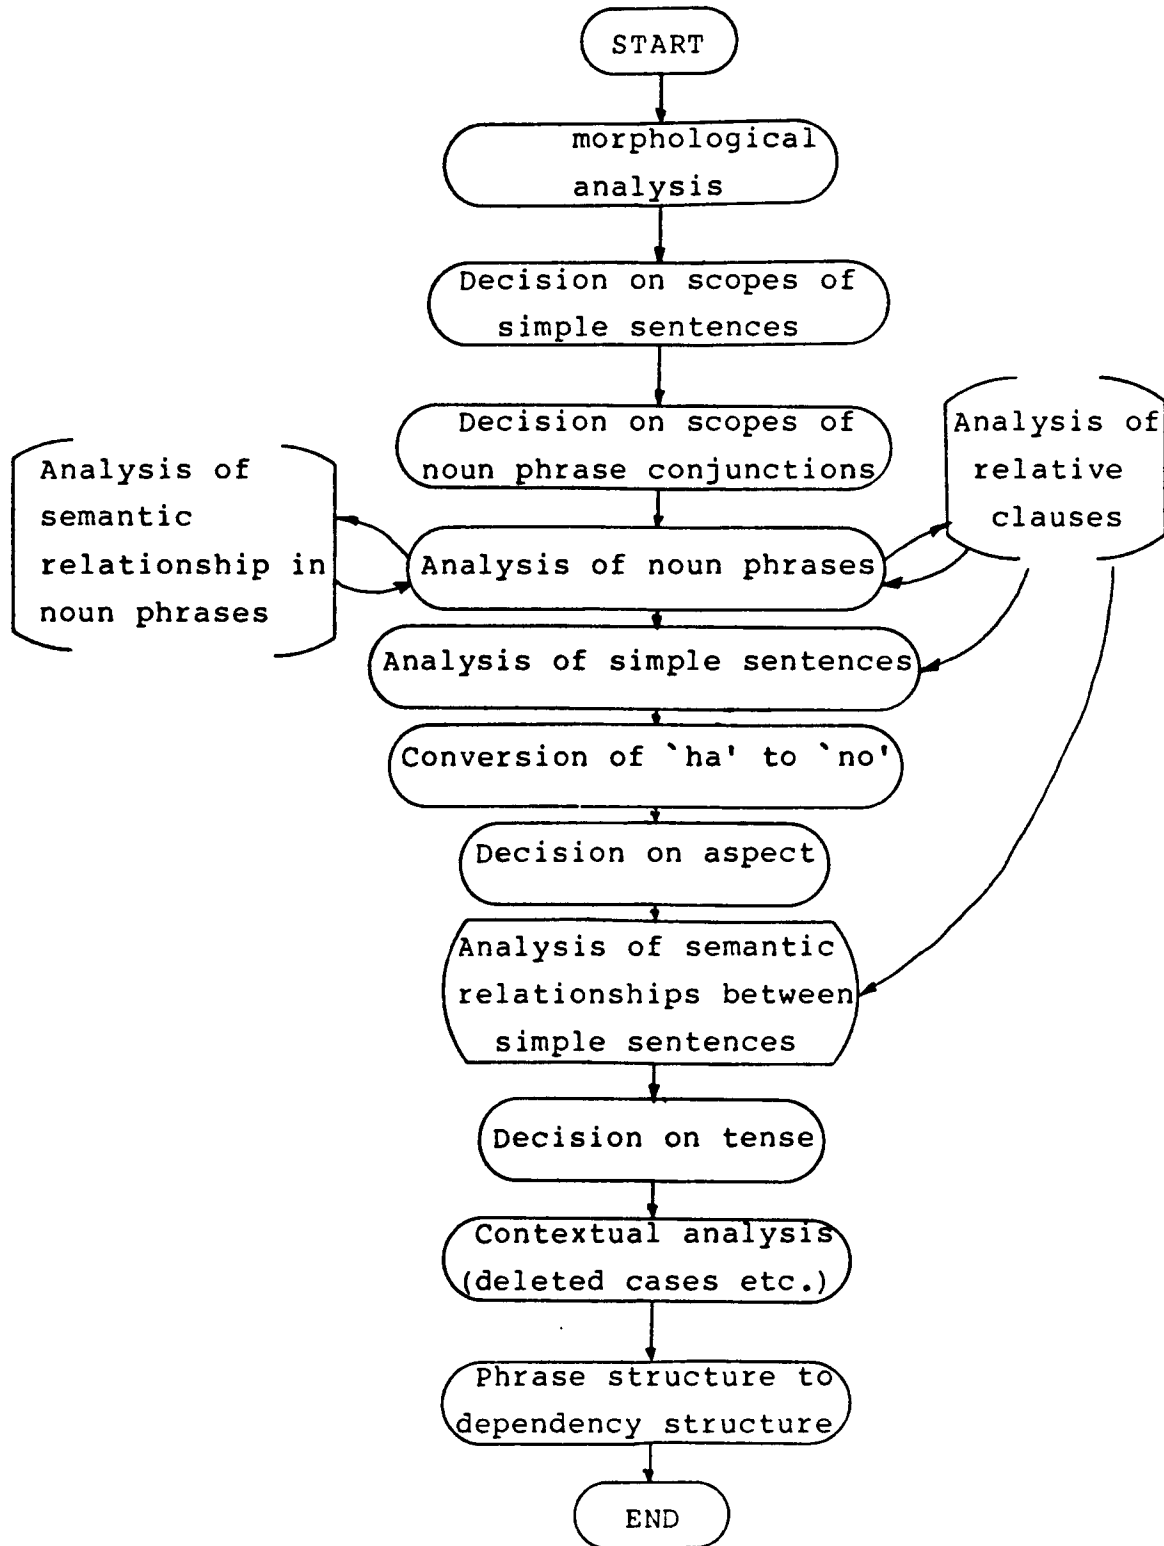 START
morphological
analysis
Decision on scopes of
simple sentences
Decision on scopes of
noun phrase conjunctions
Analysis of
relative
clauses
Analysis of
semantic
relationship in
noun phrases
Analysis of noun phrases
Analysis of simple sentences
Conversion of `ha' to `no'
Decision on aspect
Analysis of semantic
relationships between
simple sentences
Decision on tense
Contextual analysis
(deleted cases etc.)
Phrase structure to
dependency structure
END